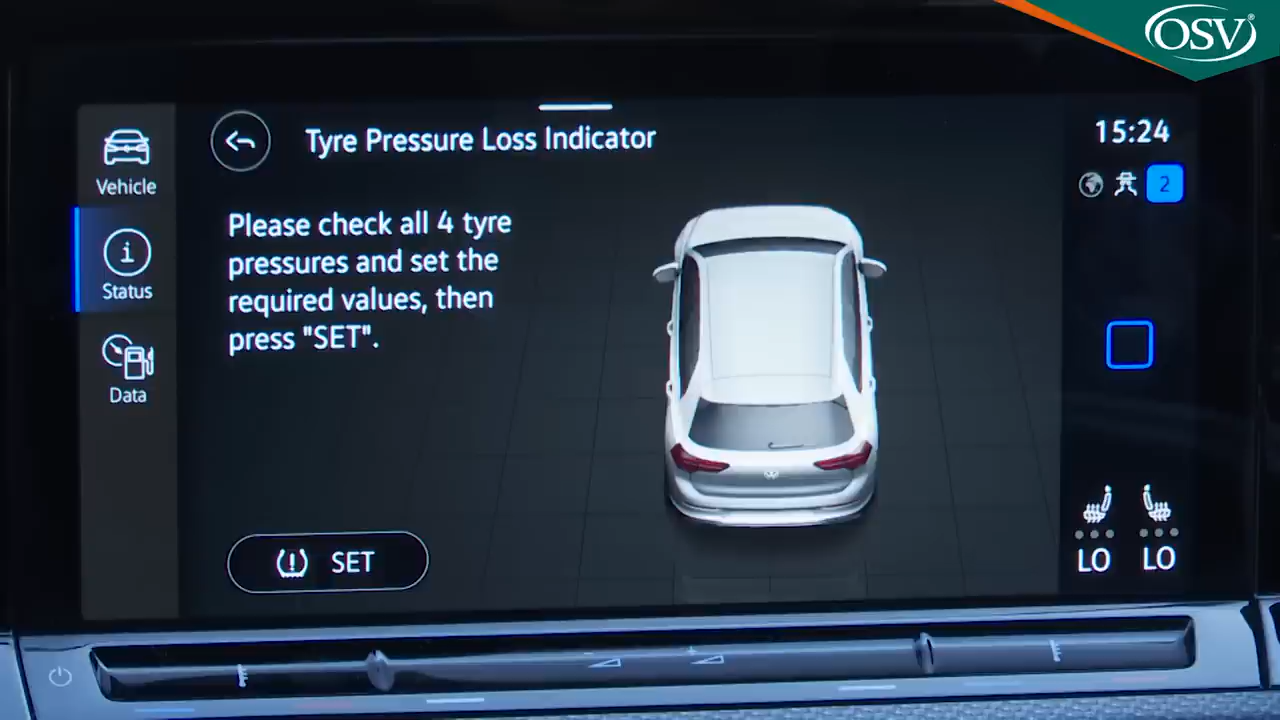 OSV
Tyre Pressure Loss Indicator
15:24
Vehicle
2
Please check all 4 tyre
pressures and set the
required values, then
press "SET".
Status
Data
SET
LO LO